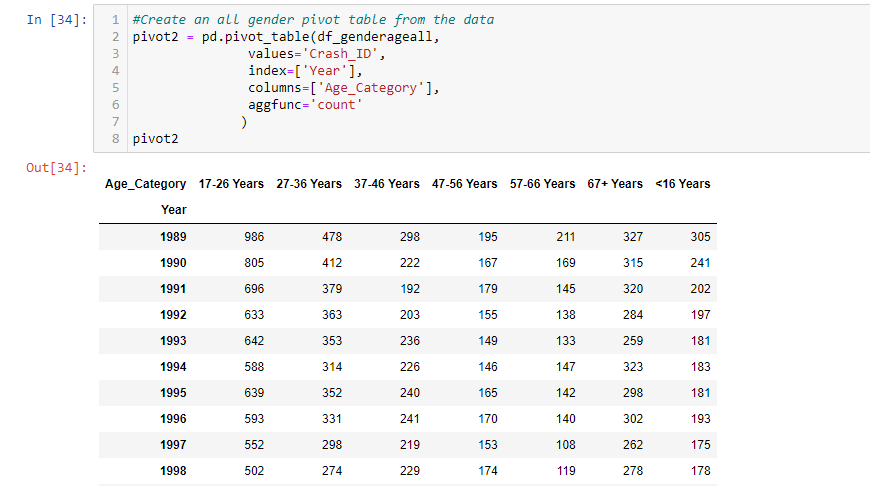 In [34]:
1 #Create an all gender pivot table from the data
2 pivot2 = pd.pivot_table(df_genderageall,
3 values='Crash_ID',
4 index=['Year'],
5 columns=['Age_Category'],
6 aggfunc='count'
7 )
8 pivot2
Out[34]:
Age_Category 17-26 Years 27-36 Years 37-46 Years 47-56 Years 57-66 Years 67+ Years <16 Years
Year
1989 986 478 298 195 211 327 305
1990 805 412 222 167 169 315 241
1991 696 379 192 179 145 320 202
1992 633 363 203 155 138 284 197
1993 642 353 236 149 133 259 181
1994 588 314 226 146 147 323 183
1995 639 352 240 165 142 298 181
1996 593 331 241 170 140 302 193
1997 552 298 219 153 108 262 175
1998 502 274 229 174 119 278 178